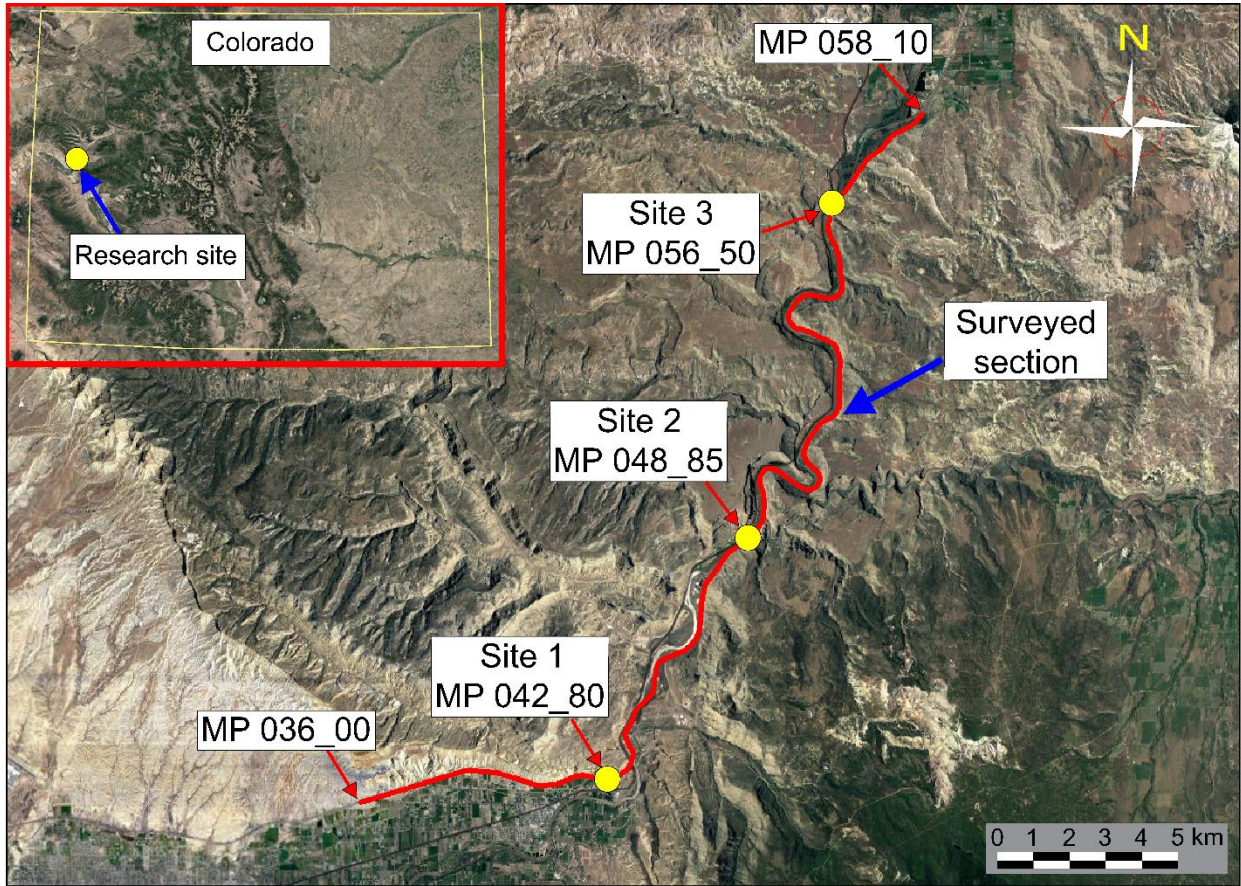 Colorado
Research site
MP 058_10
N
Site 3
MP 056_50
Surveyed
section
Site 2
MP 048_85
Site 1
MP 042_80
MP 036_00
0 1 2 3 4 5 km